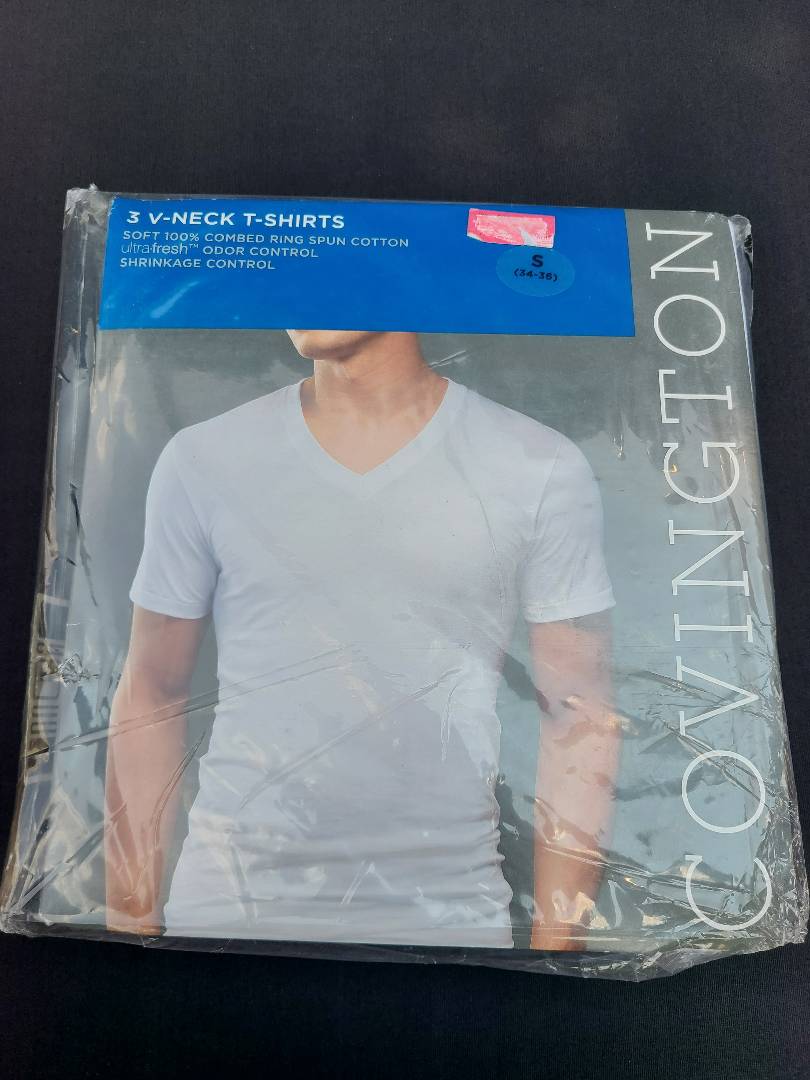 3 V-NECK T-SHIRTS
SOFT 100% COMBED RING SPUN COTTON
ultra-fresh™ ODOR CONTROL
SHRINKAGE CONTROL
S
(34-36)
COVINGTON